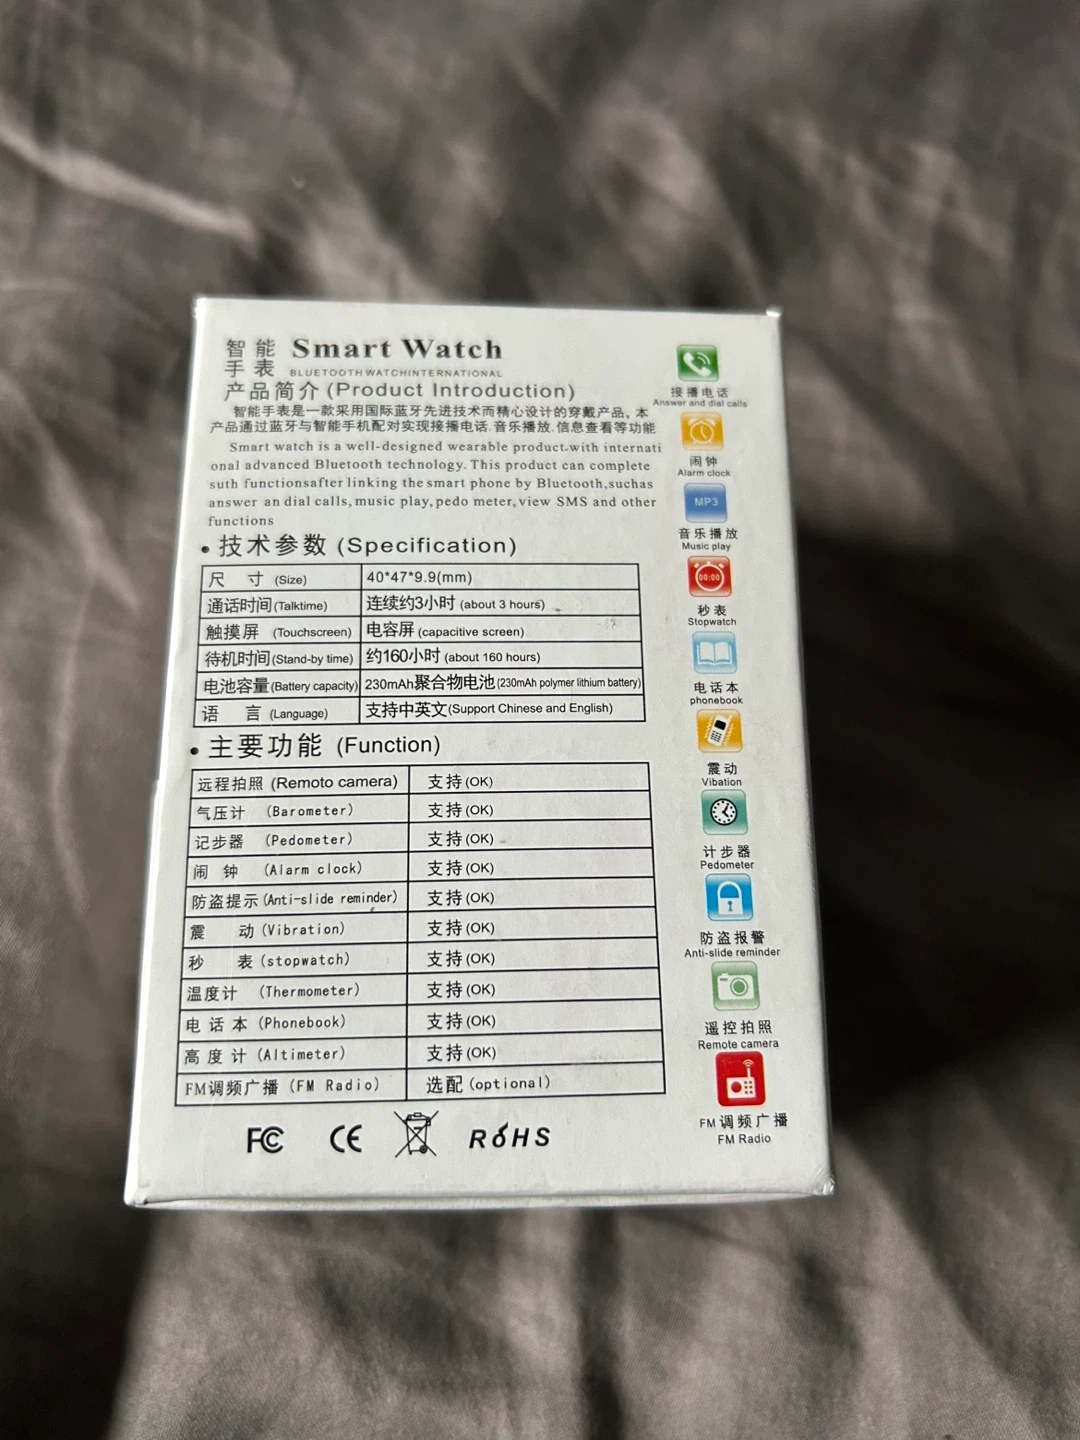 智能 Smart Watch
手表 BLUETOOTH WATCHINTERNATIONAL
产品简介 (Product Introduction)
智能手表是一款采用国际蓝牙先进技术而精心设计的穿戴产品, 本
产品通过蓝牙与智能手机配对实现接播电话.音乐播放.信息查看等功能
Smart watch is a well-designed wearable product.with internati
onal advanced Bluetooth technology. This product can complete
suth functionsafter linking the smart phone by Bluetooth,suchas
answer an dial calls, music play, pedo meter, view SMS and other
functions
• 技术参数 (Specification)
尺 寸 (Size) 40*47*9.9(mm)
通话时间(Talktime) 连续约3小时 (about 3 hours)
触摸屏 (Touchscreen) 电容屏 (capacitive screen)
待机时间(Stand-by time) 约160小时 (about 160 hours)
电池容量(Battery capacity) 230mAh聚合物电池(230mAh polymer lithium battery)
语 言 (Language) 支持中英文(Support Chinese and English)
• 主要功能 (Function)
远程拍照 (Remoto camera) 支持(OK)
气压计 (Barometer) 支持(OK)
记步器 (Pedometer) 支持(OK)
闹 钟 (Alarm clock) 支持(OK)
防盗提示(Anti-slide reminder) 支持(OK)
震 动(Vibration) 支持(OK)
秒 表(stopwatch) 支持(OK)
温度计 (Thermometer) 支持(OK)
电 话 本 (Phonebook) 支持(OK)
高 度 计 (Altimeter) 支持(OK)
FM调频广播 (FM Radio) 选配(optional)
FC CE RoHS
接播电话
Answer and dial calls
闹钟
Alarm clock
MP3
音乐播放
Music play
00:00
秒表
Stopwatch
电话本
phonebook
震动
Vibation
计步器
Pedometer
防盗报警
Anti-slide reminder
遥控拍照
Remote camera
FM调频广播
FM Radio